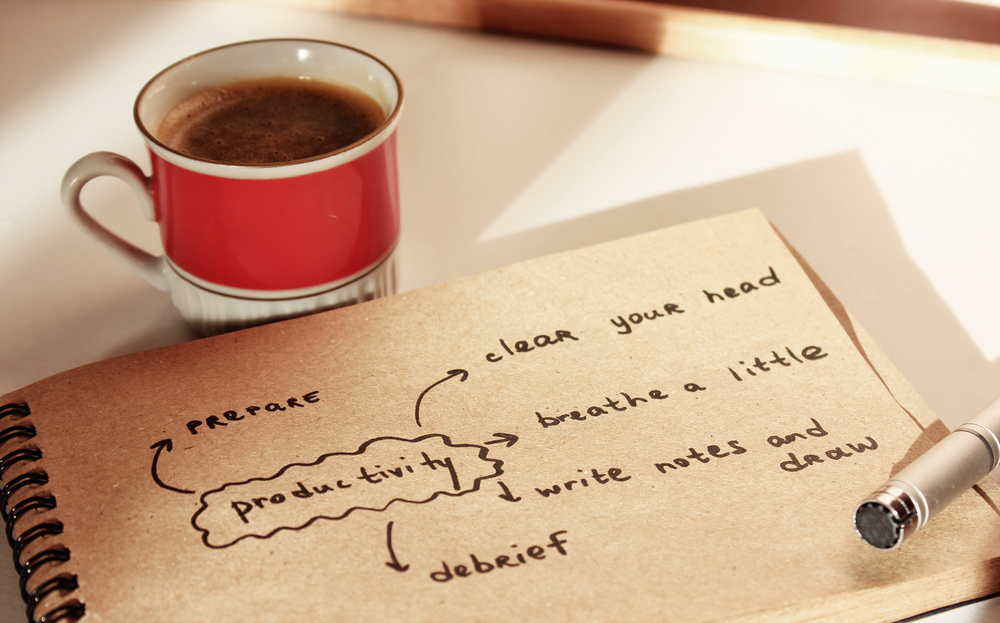 clear your head
prepare
breathe a little
productivity
write notes and
draw
debrief